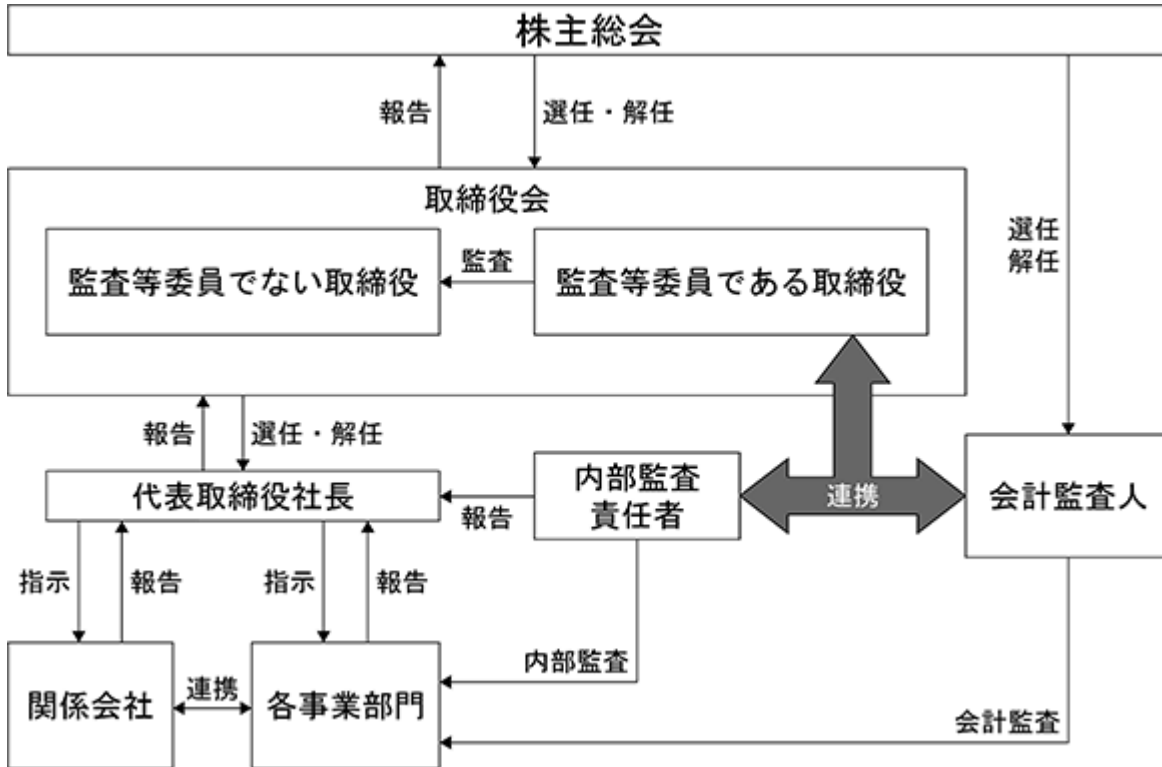 株主総会
報告
選任・解任
取締役会
監査等委員でない取締役
監査
監査等委員である取締役
選任
解任
報告
選任・解任
代表取締役社長
報告
内部監査
責任者
連携
会計監査人
指示
報告
指示
報告
内部監査
関係会社
連携
各事業部門
会計監査